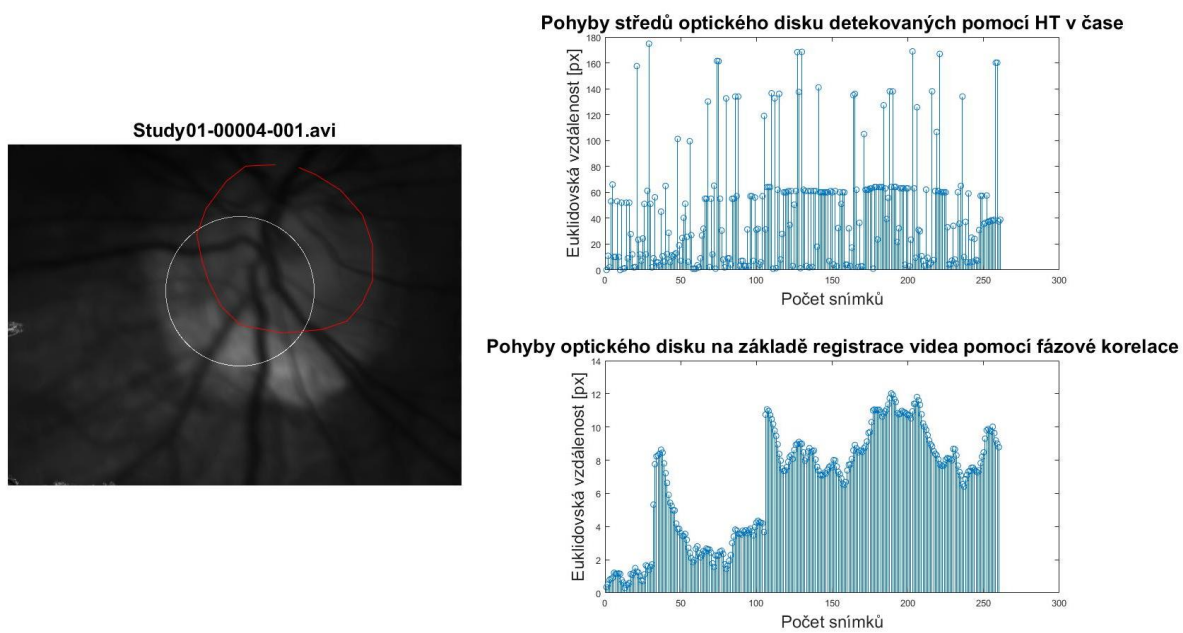 Study01-00004-001.avi
Pohyby středů optického disku detekovaných pomocí HT v čase
Euklidovská vzdálenost [px]
180
160
140
120
100
80
60
40
20
0
0 50 100 150 200 250 300
Počet snímků
Pohyby optického disku na základě registrace videa pomocí fázové korelace
Euklidovská vzdálenost [px]
14
12
10
8
6
4
2
0
0 50 100 150 200 250 300
Počet snímků